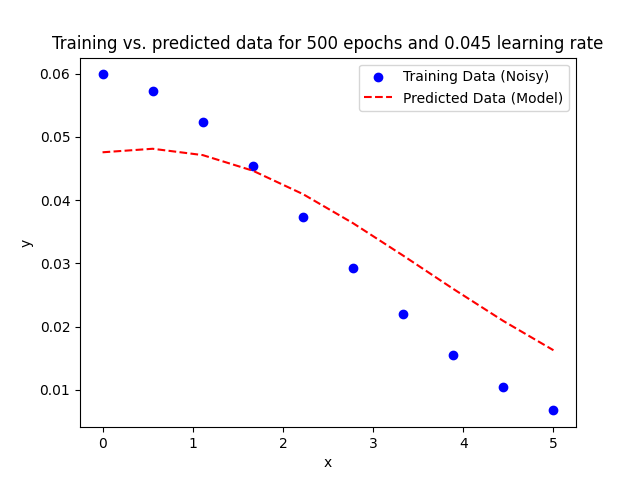 Training vs. predicted data for 500 epochs and 0.045 learning rate
Training Data (Noisy)
Predicted Data (Model)
0.06
0.05
0.04
0.03
0.02
0.01
y
0 1 2 3 4 5
x